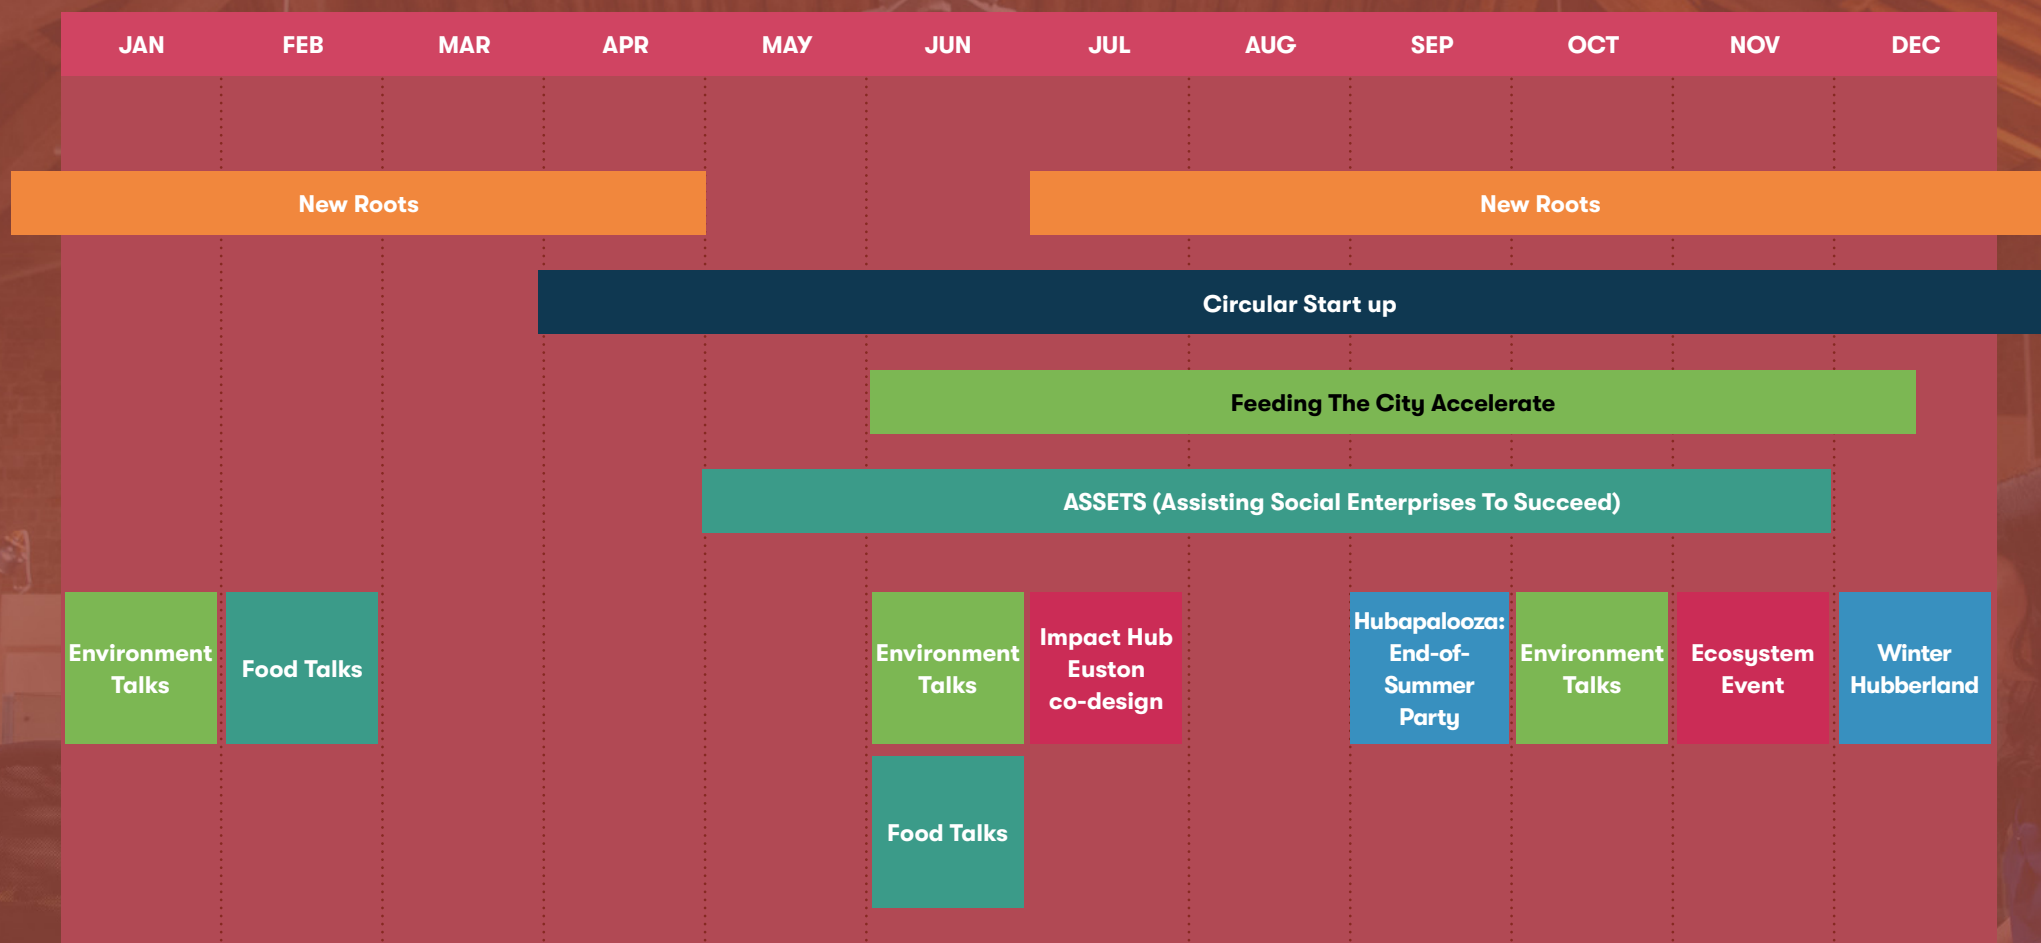 JAN FEB MAR APR MAY JUN JUL AUG SEP OCT NOV DEC
New Roots
New Roots
Circular Start up
Feeding The City Accelerate
ASSETS (Assisting Social Enterprises To Succeed)
Environment
Talks
Food Talks
Environment
Talks
Impact Hub
Euston
co-design
Hubapalooza:
End-of-
Summer
Party
Environment
Talks
Ecosystem
Event
Winter
Hubberland
Food Talks